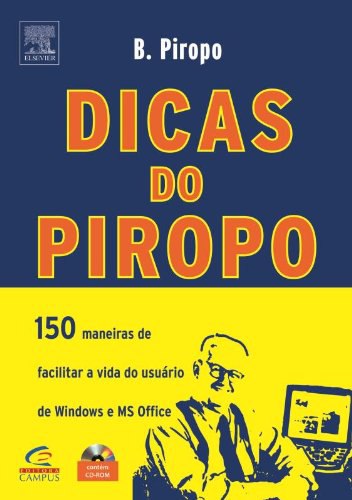 ELSEVIER
B. Piropo
DICAS
DO
PIROPO
150 maneiras de
facilitar a vida do usuário
de Windows e MS Office
EDITORA
CAMPUS
contém
CD-ROM